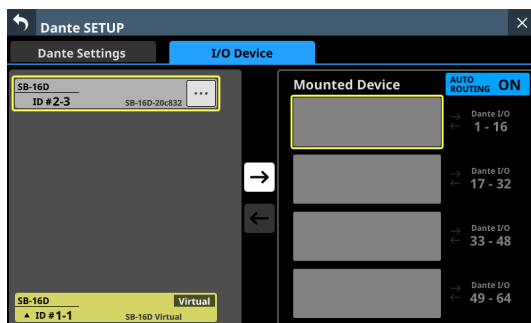 Dante SETUP
Dante Settings
I/O Device
SB-16D
ID #2-3
SB-16D-20c832
...
Mounted Device
AUTO ROUTING ON
Dante I/O
1 - 16
Dante I/O
17 - 32
Dante I/O
33 - 48
Dante I/O
49 - 64
SB-16D
Virtual
ID #1-1
SB-16D Virtual